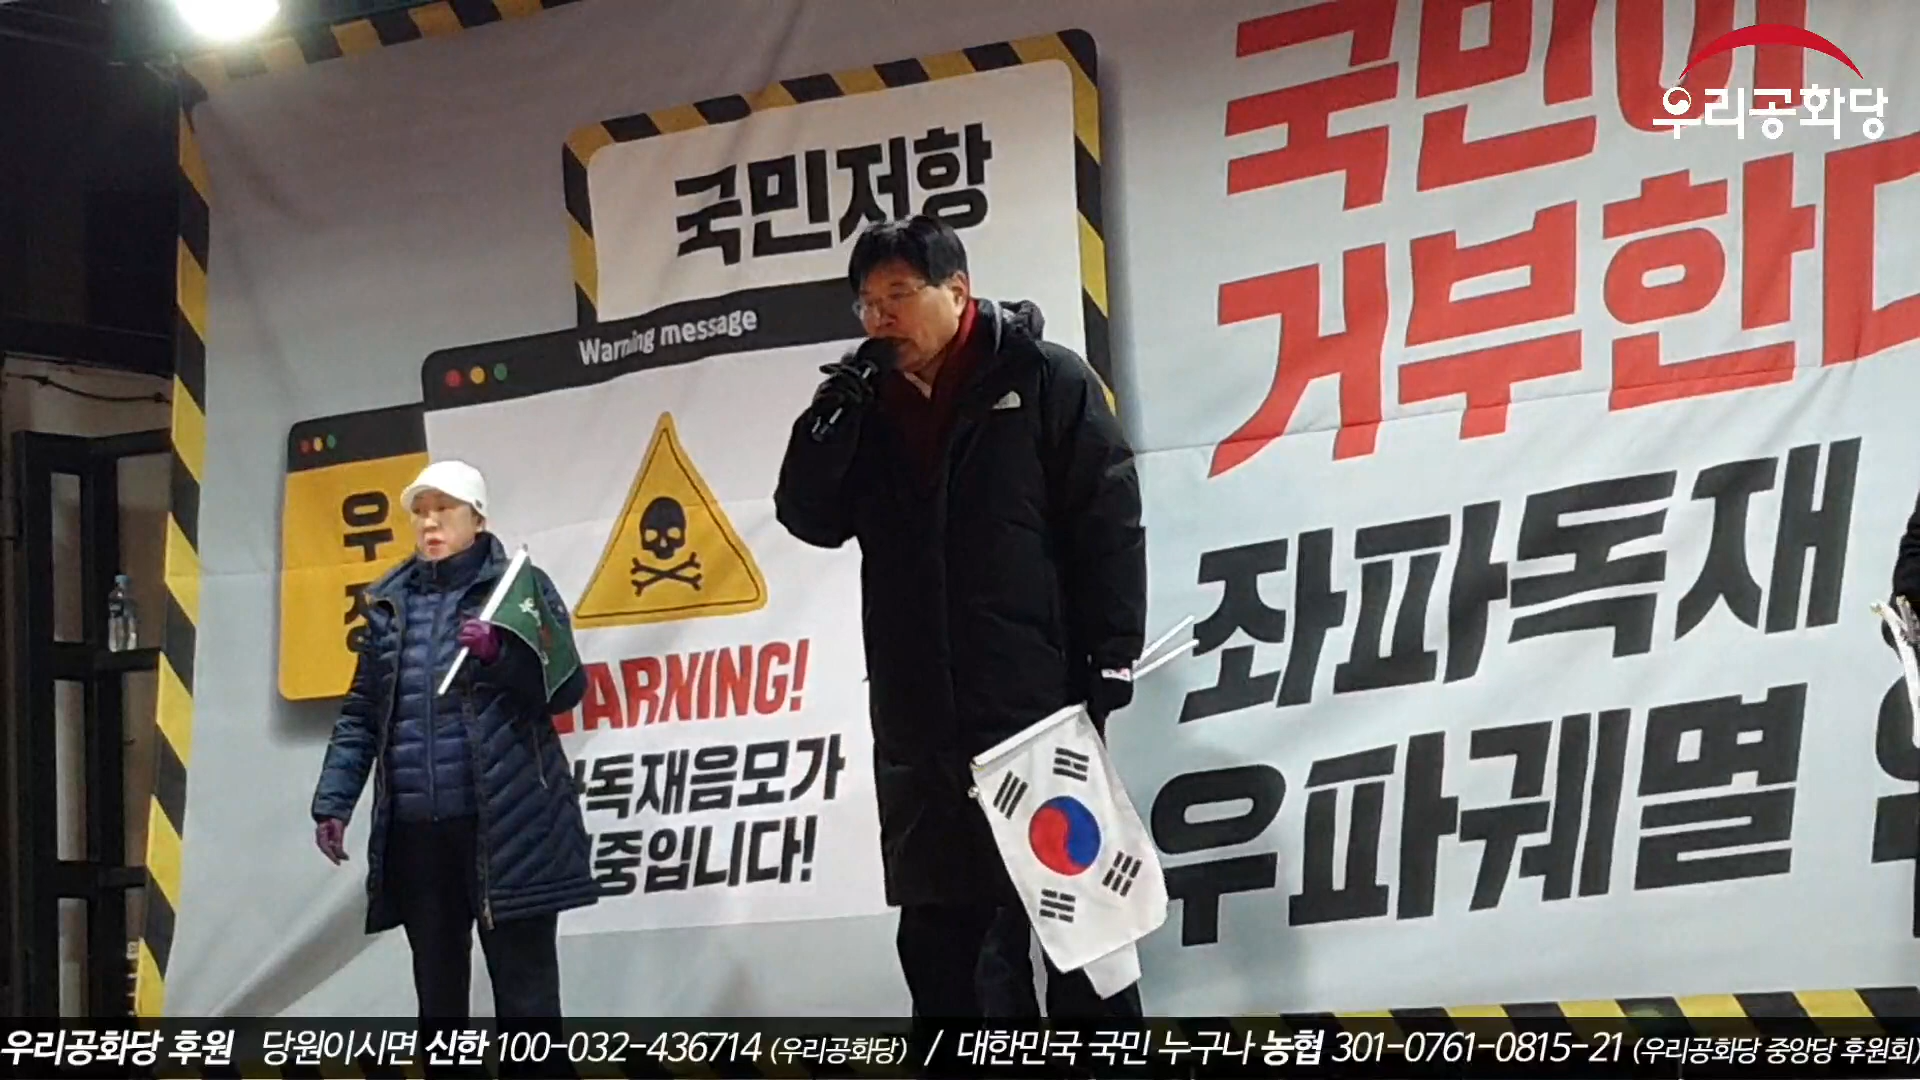 우리공화당
국민저항
Warning message
우
WARNING!
독재음모가
중입니다!
국민이
거부한다
좌파독재
우파궤멸
우리공화당 후원 당원이시면 신한 100-032-436714 (우리공화당) / 대한민국 국민 누구나 농협 301-0761-0815-21 (우리공화당 중앙당 후원회)